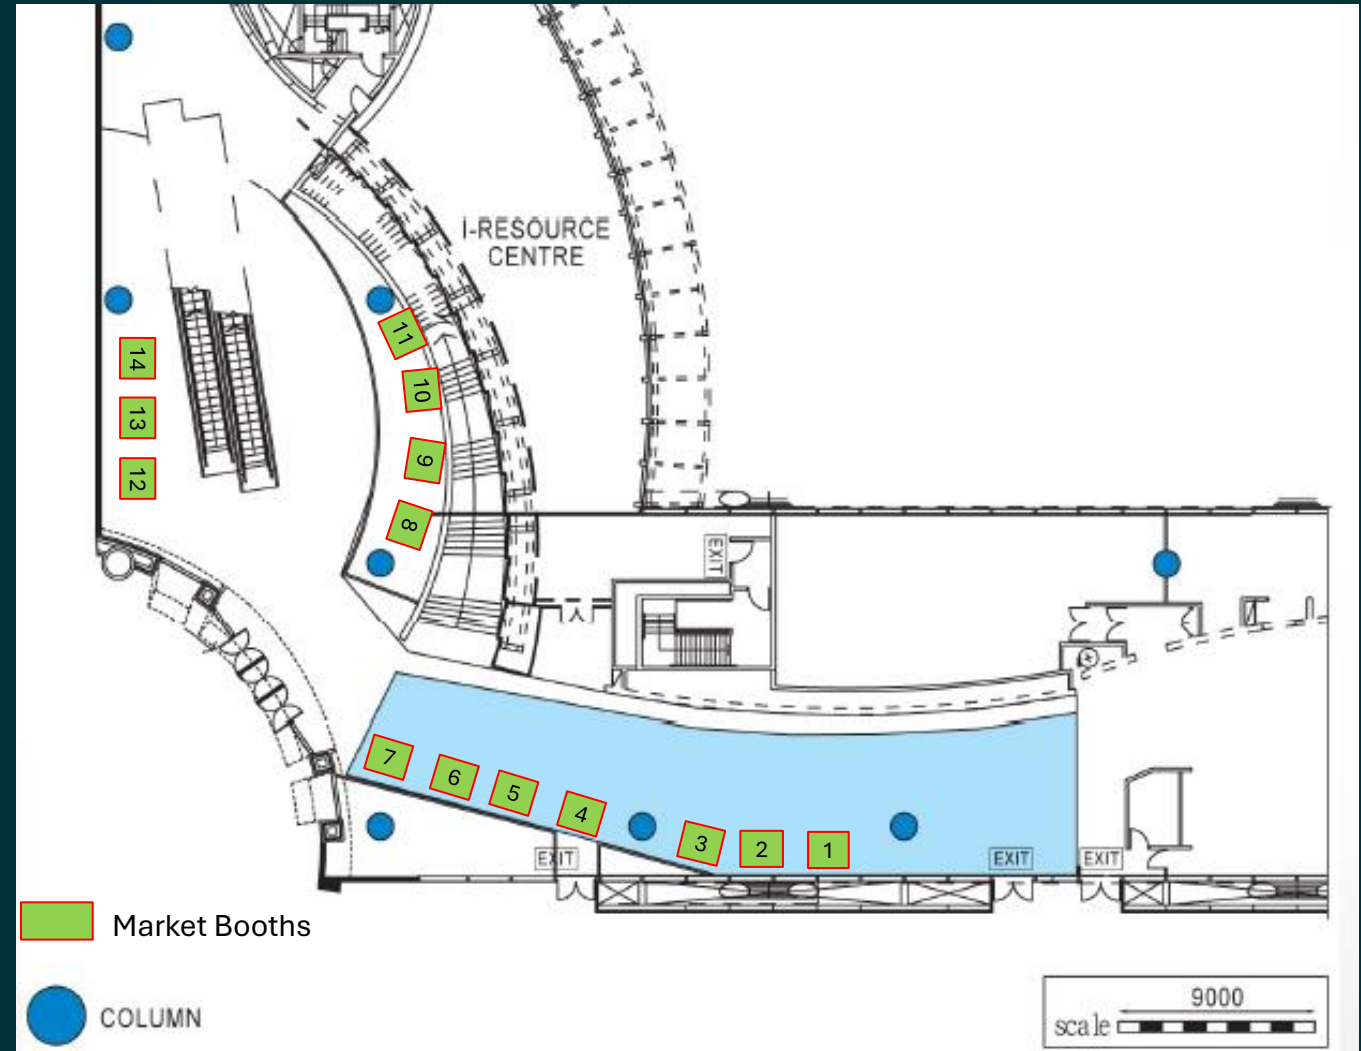 I-RESOURCE
CENTRE
11
14
10
13
9
12
8
EXIT
7
6
5
4
3
2
1
EXIT
EXIT
EXIT
Market Booths
COLUMN
9000
scale